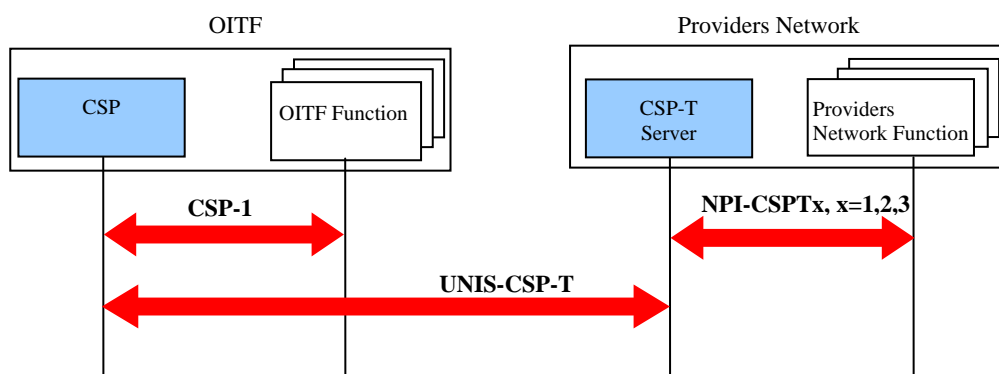 OITF
Providers Network
CSP
OITF Function
CSP-T
Server
Providers
Network Function
CSP-1
NPI-CSPTx, x=1,2,3
UNIS-CSP-T